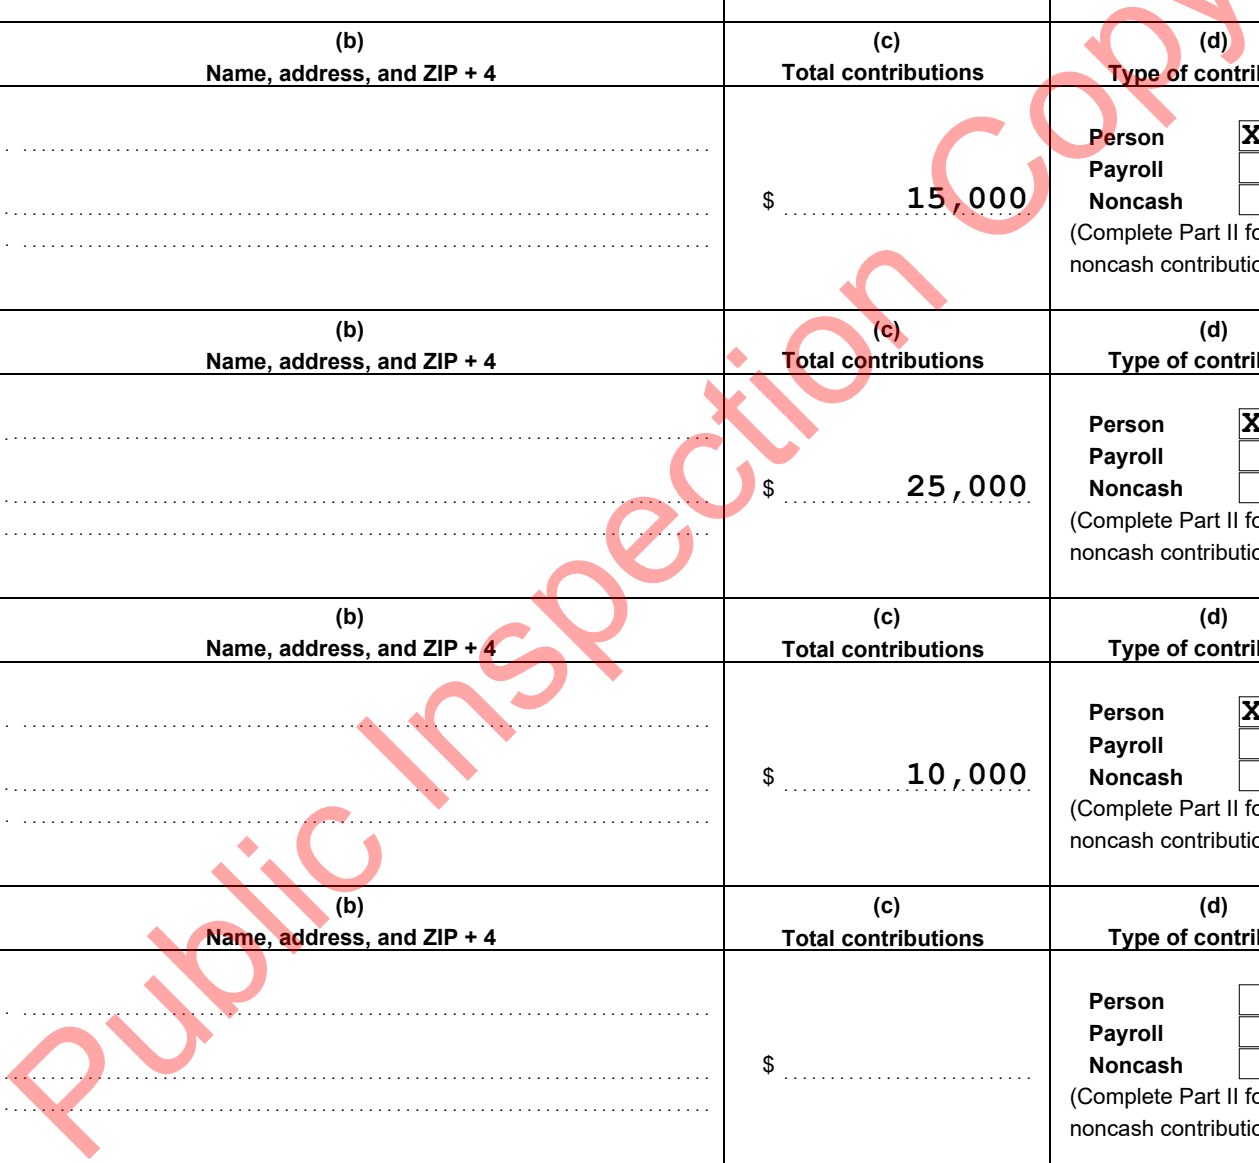 (b) (c) (d)
Name, address, and ZIP + 4 Total contributions Type of contri
Person X
Payroll
$ 15,000 Noncash
(Complete Part II fo
noncash contributio
(b) (c) (d)
Name, address, and ZIP + 4 Total contributions Type of contri
Person X
Payroll
$ 25,000 Noncash
(Complete Part II fo
noncash contributio
(b) (c) (d)
Name, address, and ZIP + 4 Total contributions Type of contri
Person X
Payroll
$ 10,000 Noncash
(Complete Part II fo
noncash contributio
(b) (c) (d)
Name, address, and ZIP + 4 Total contributions Type of contri
Person
Payroll
$ Noncash
(Complete Part II fo
noncash contributio
Public Inspection Copy